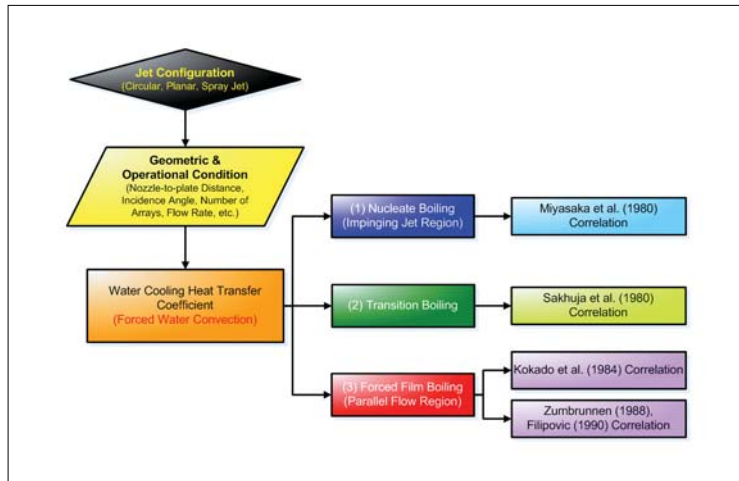 Jet Configuration
(Circular, Planar, Spray Jet)
Geometric &
Operational Condition
(Nozzle-to-plate Distance,
Incidence Angle, Number of
Arrays, Flow Rate, etc.)
Water Cooling Heat Transfer
Coefficient
(Forced Water Convection)
(1) Nucleate Boiling
(Impinging Jet Region)
Miyasaka et al. (1980)
Correlation
(2) Transition Boiling
Sakhuja et al. (1980)
Correlation
(3) Forced Film Boiling
(Parallel Flow Region)
Kokado et al. (1984) Correlation
Zumbrunnen (1988),
Filipovic (1990) Correlation